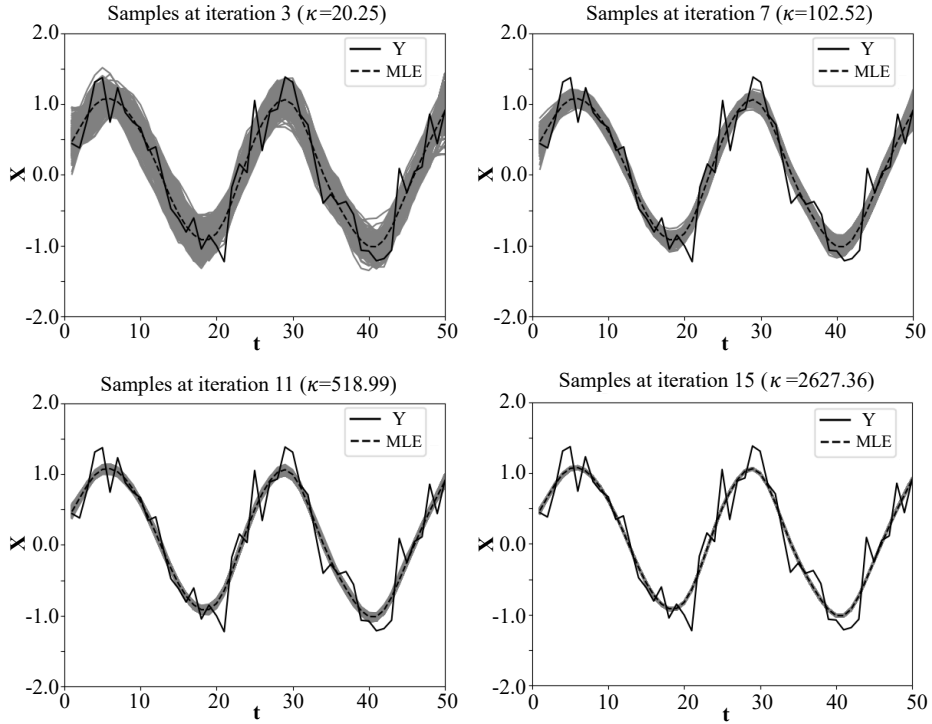 Samples at iteration 3 (κ=20.25)
2.0
1.0
0.0
-1.0
-2.0
X
0
10
20
30
40
50
t
Y
MLE
Samples at iteration 7 (κ=102.52)
2.0
1.0
0.0
-1.0
-2.0
X
0
10
20
30
40
50
t
Y
MLE
Samples at iteration 11 (κ=518.99)
2.0
1.0
0.0
-1.0
-2.0
X
0
10
20
30
40
50
t
Y
MLE
Samples at iteration 15 (κ=2627.36)
2.0
1.0
0.0
-1.0
-2.0
X
0
10
20
30
40
50
t
Y
MLE